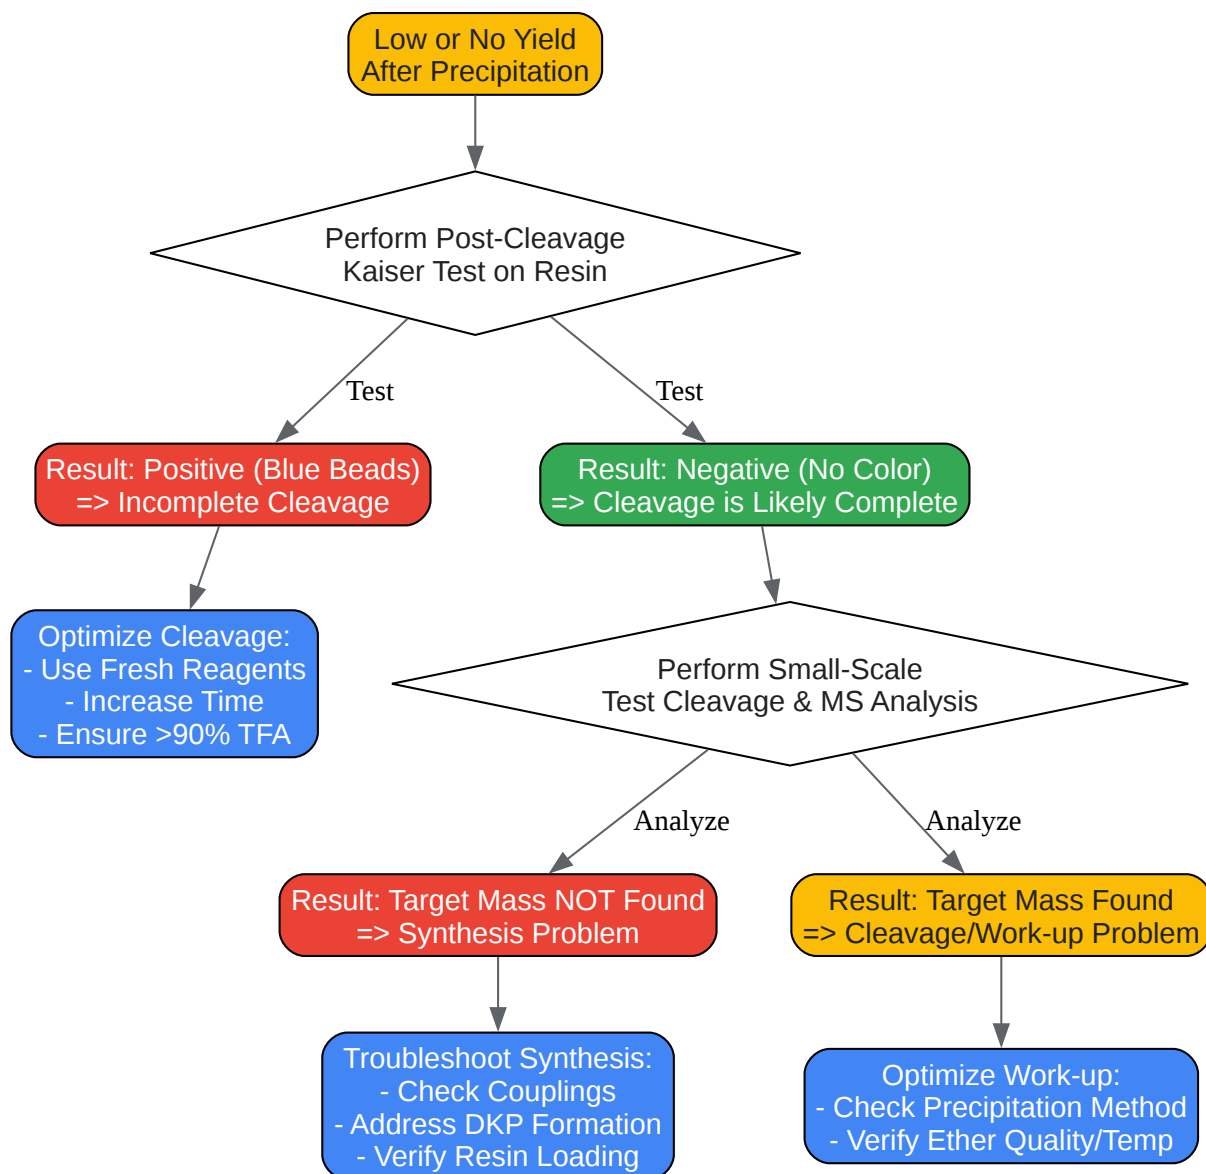 Low or No Yield
After Precipitation
Perform Post-Cleavage
Kaiser Test on Resin
Test
Test
Result: Positive (Blue Beads)
=> Incomplete Cleavage
Result: Negative (No Color)
=> Cleavage is Likely Complete
Optimize Cleavage:
- Use Fresh Reagents
- Increase Time
- Ensure >90% TFA
Perform Small-Scale
Test Cleavage & MS Analysis
Analyze
Analyze
Result: Target Mass NOT Found
=> Synthesis Problem
Result: Target Mass Found
=> Cleavage/Work-up Problem
Troubleshoot Synthesis:
- Check Couplings
- Address DKP Formation
- Verify Resin Loading
Optimize Work-up:
- Check Precipitation Method
- Verify Ether Quality/Temp